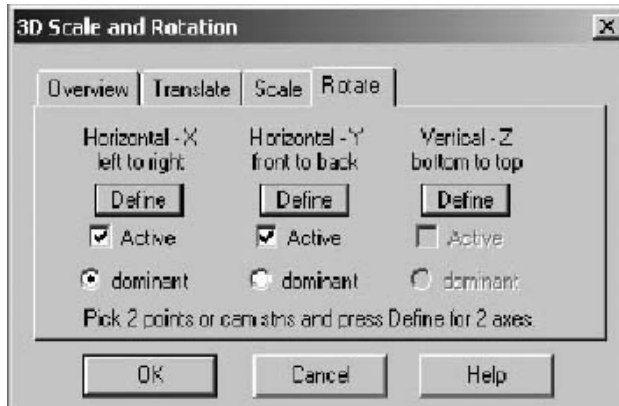 3D Scale and Rotation
Overview Translate Scale Rotate
Horizontal - X Horizontal - Y Vertical - Z
left to right front to back bottom to top
Define Define Define
Active Active Active
dominant dominant dominant
Pick 2 points or cam stns and press Define for 2 axes.
OK Cancel Help